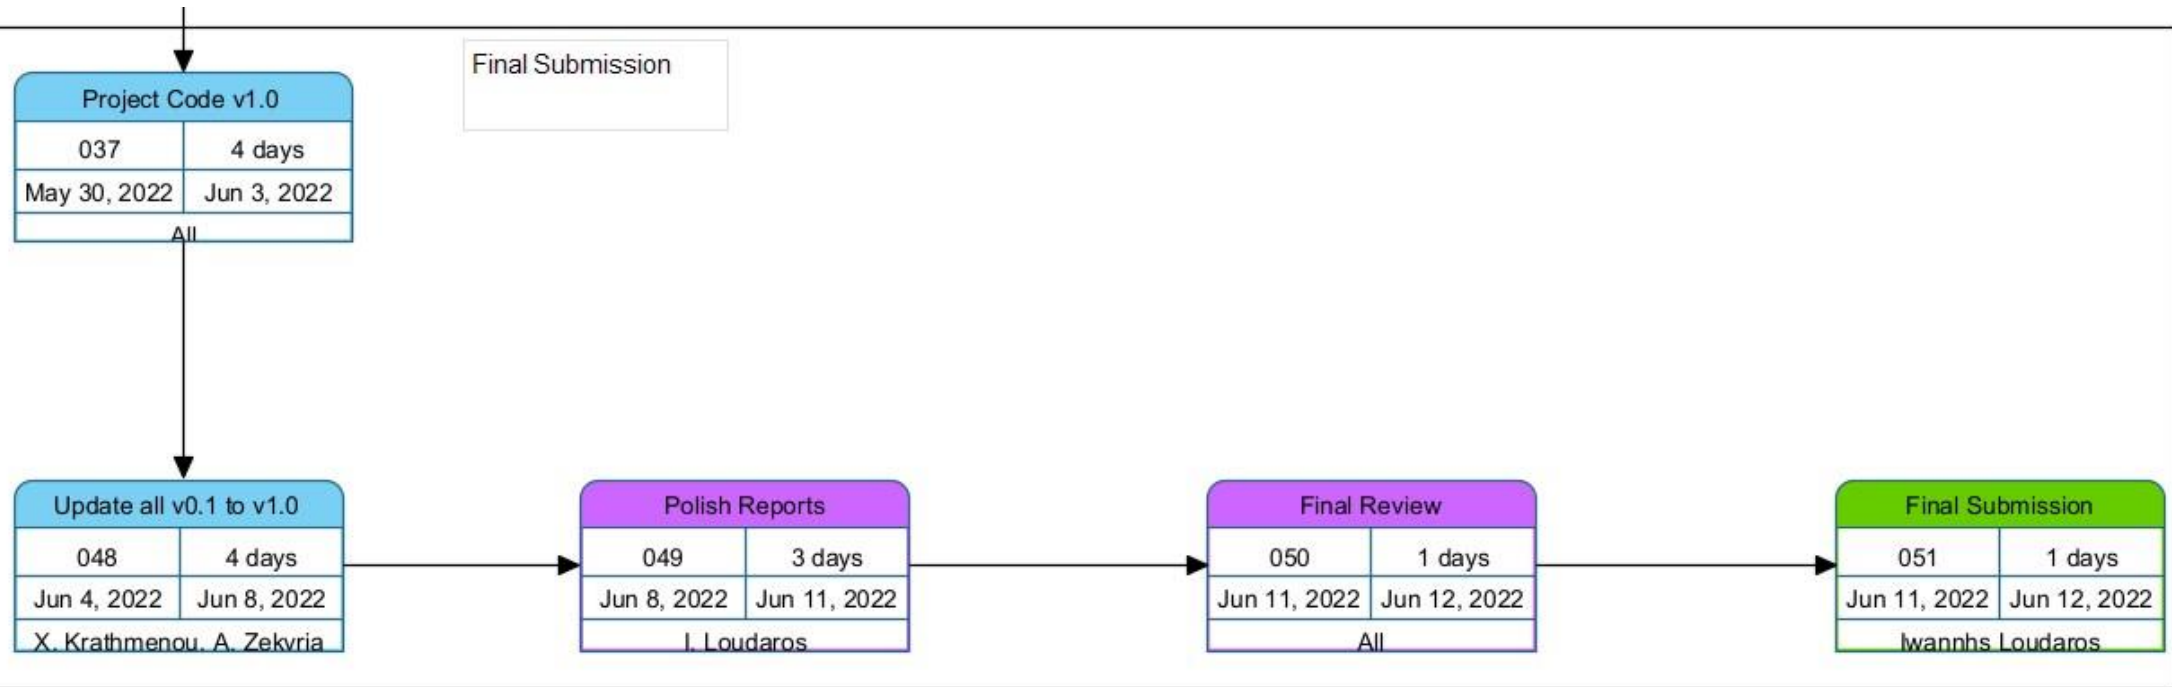 Final Submission
Project Code v1.0
037 4 days
May 30, 2022 Jun 3, 2022
All
Update all v0.1 to v1.0
048 4 days
Jun 4, 2022 Jun 8, 2022
X. Krathmenou, A. Zekyria
Polish Reports
049 3 days
Jun 8, 2022 Jun 11, 2022
I. Loudaros
Final Review
050 1 days
Jun 11, 2022 Jun 12, 2022
All
Final Submission
051 1 days
Jun 11, 2022 Jun 12, 2022
Iwannhs Loudaros